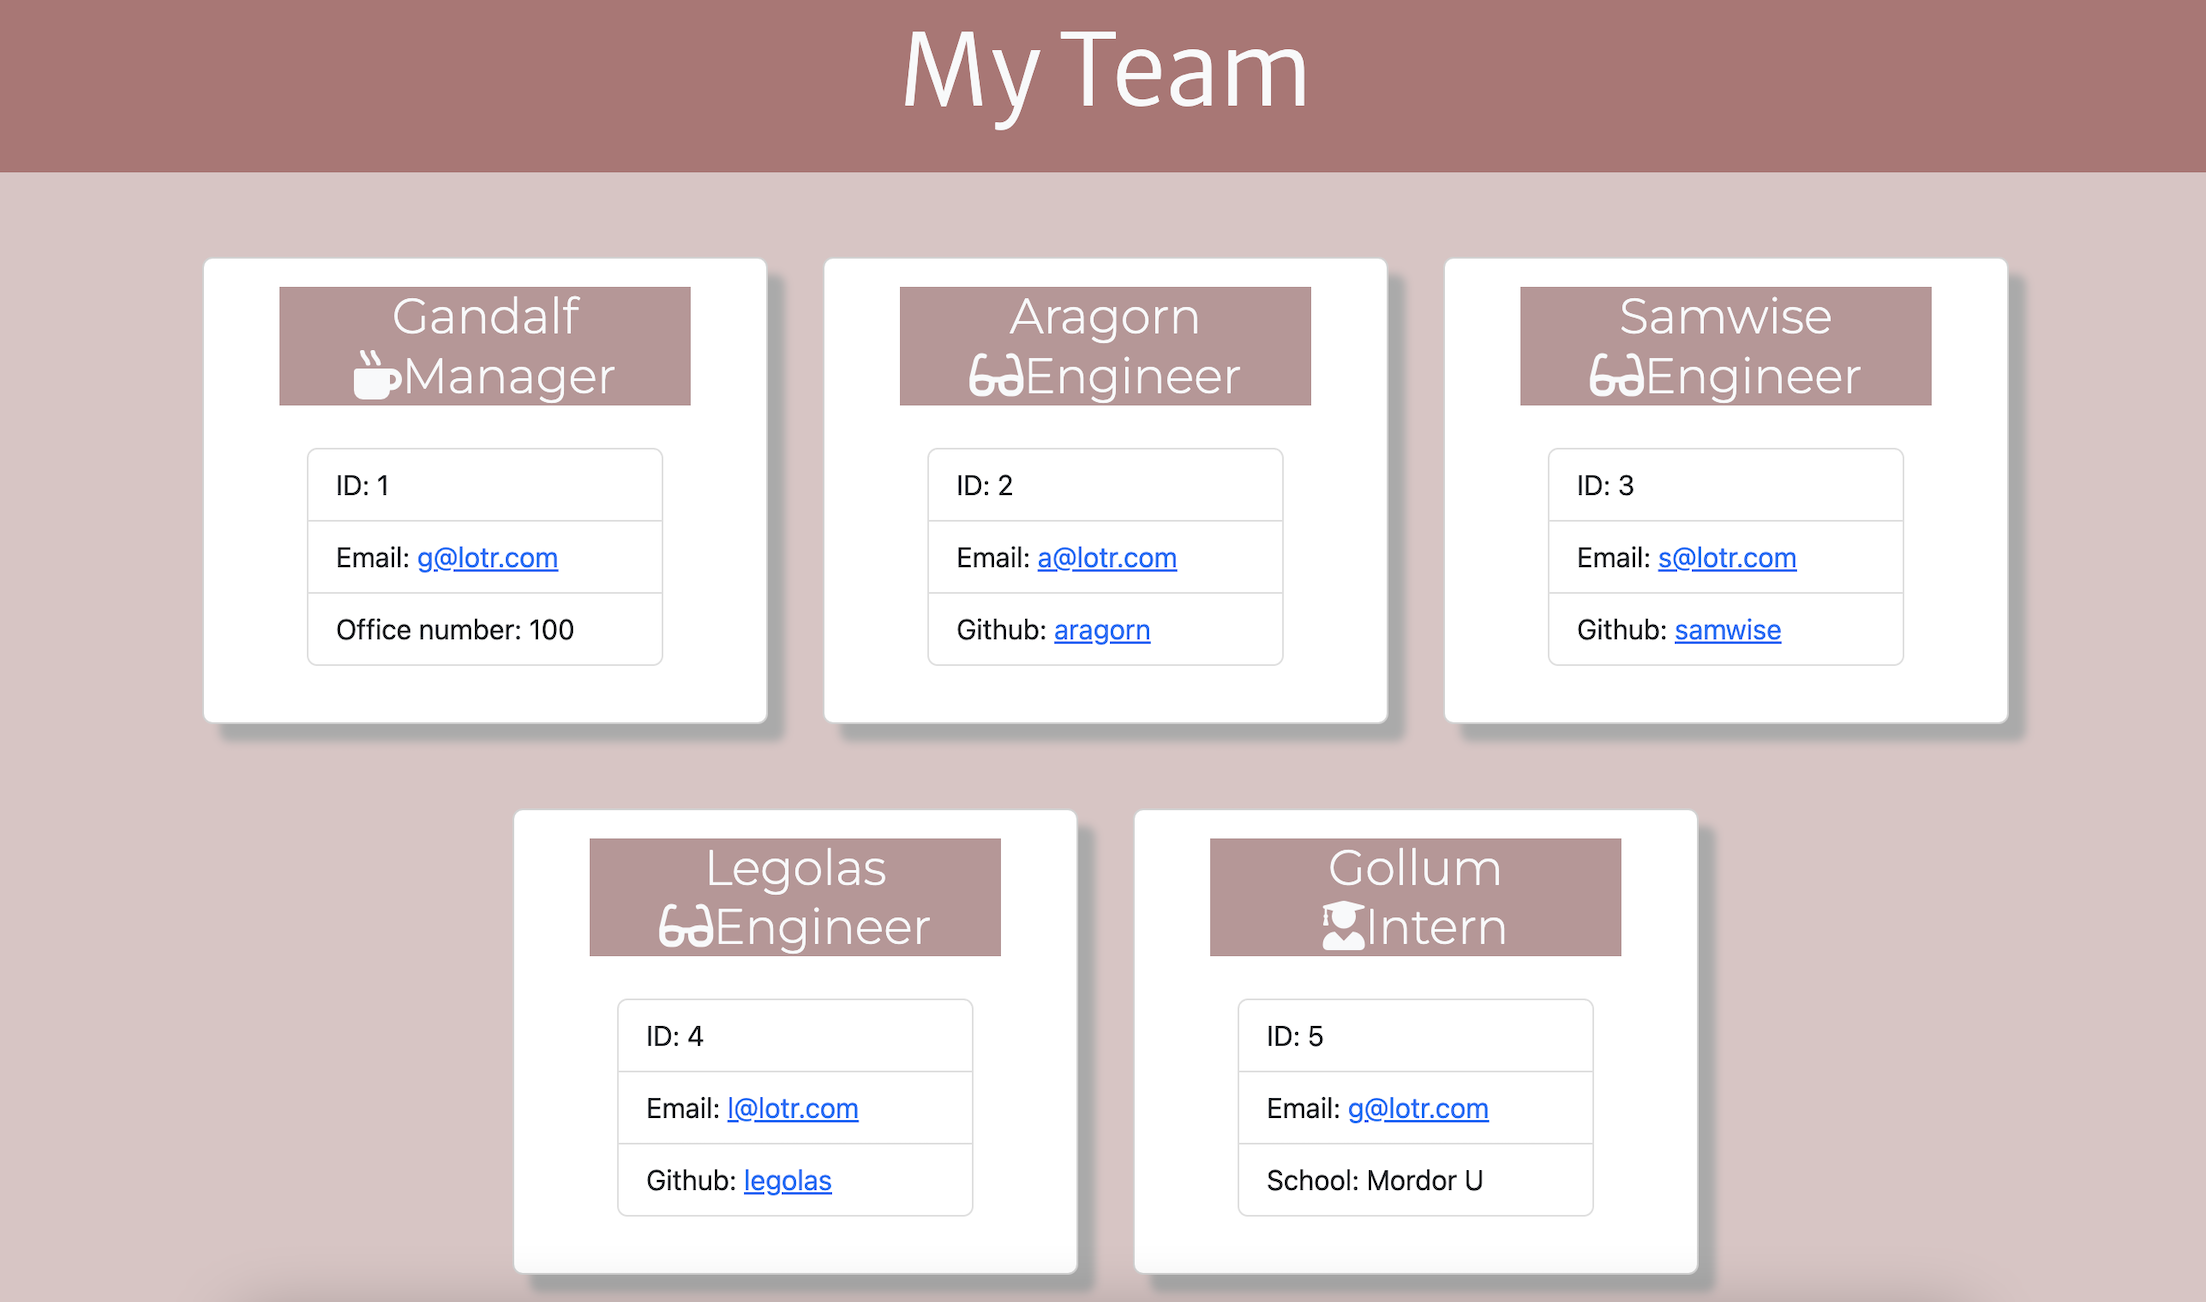 My Team
Gandalf
Manager
ID: 1
Email: g@lotr.com
Office number: 100
Aragorn
Engineer
ID: 2
Email: a@lotr.com
Github: aragorn
Samwise
Engineer
ID: 3
Email: s@lotr.com
Github: samwise
Legolas
Engineer
ID: 4
Email: l@lotr.com
Github: legolas
Gollum
Intern
ID: 5
Email: g@lotr.com
School: Mordor U